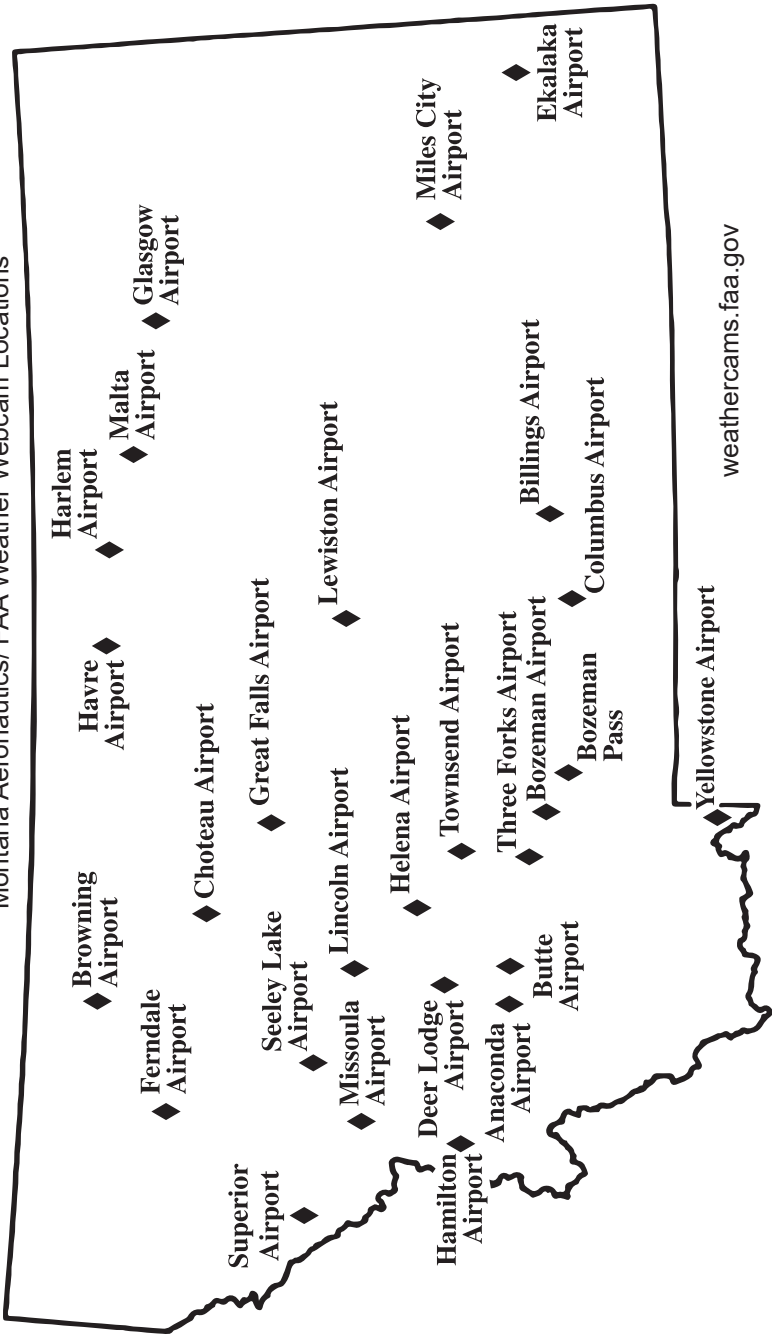 Montana Aeronautics/ FAA Weather Webcam Locations
Browning
Airport
Havre
Airport
Harlem
Airport
Malta
Airport
Glasgow
Airport
Ferndale
Airport
Choteau Airport
Great Falls Airport
Lewiston Airport
Superior
Airport
Seeley Lake
Airport
Missoula
Airport
Lincoln Airport
Helena Airport
Townsend Airport
Miles City
Airport
Hamilton
Airport
Deer Lodge
Airport
Anaconda
Airport
Butte
Airport
Three Forks Airport
Bozeman Airport
Bozeman
Pass
Billings Airport
Columbus Airport
Ekalaka
Airport
Yellowstone Airport
weathercams.faa.gov